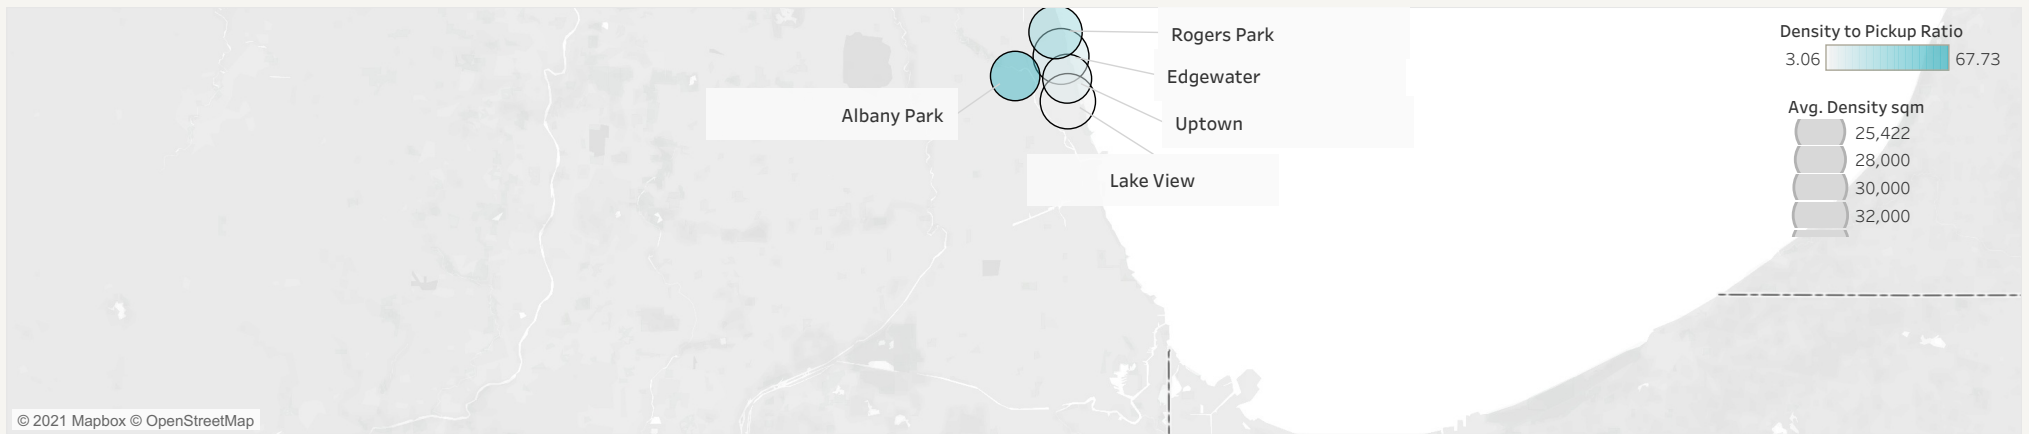 Rogers Park
Edgewater
Albany Park
Uptown
Lake View
Density to Pickup Ratio
3.06 67.73
Avg. Density sqm
25,422
28,000
30,000
32,000
© 2021 Mapbox © OpenStreetMap